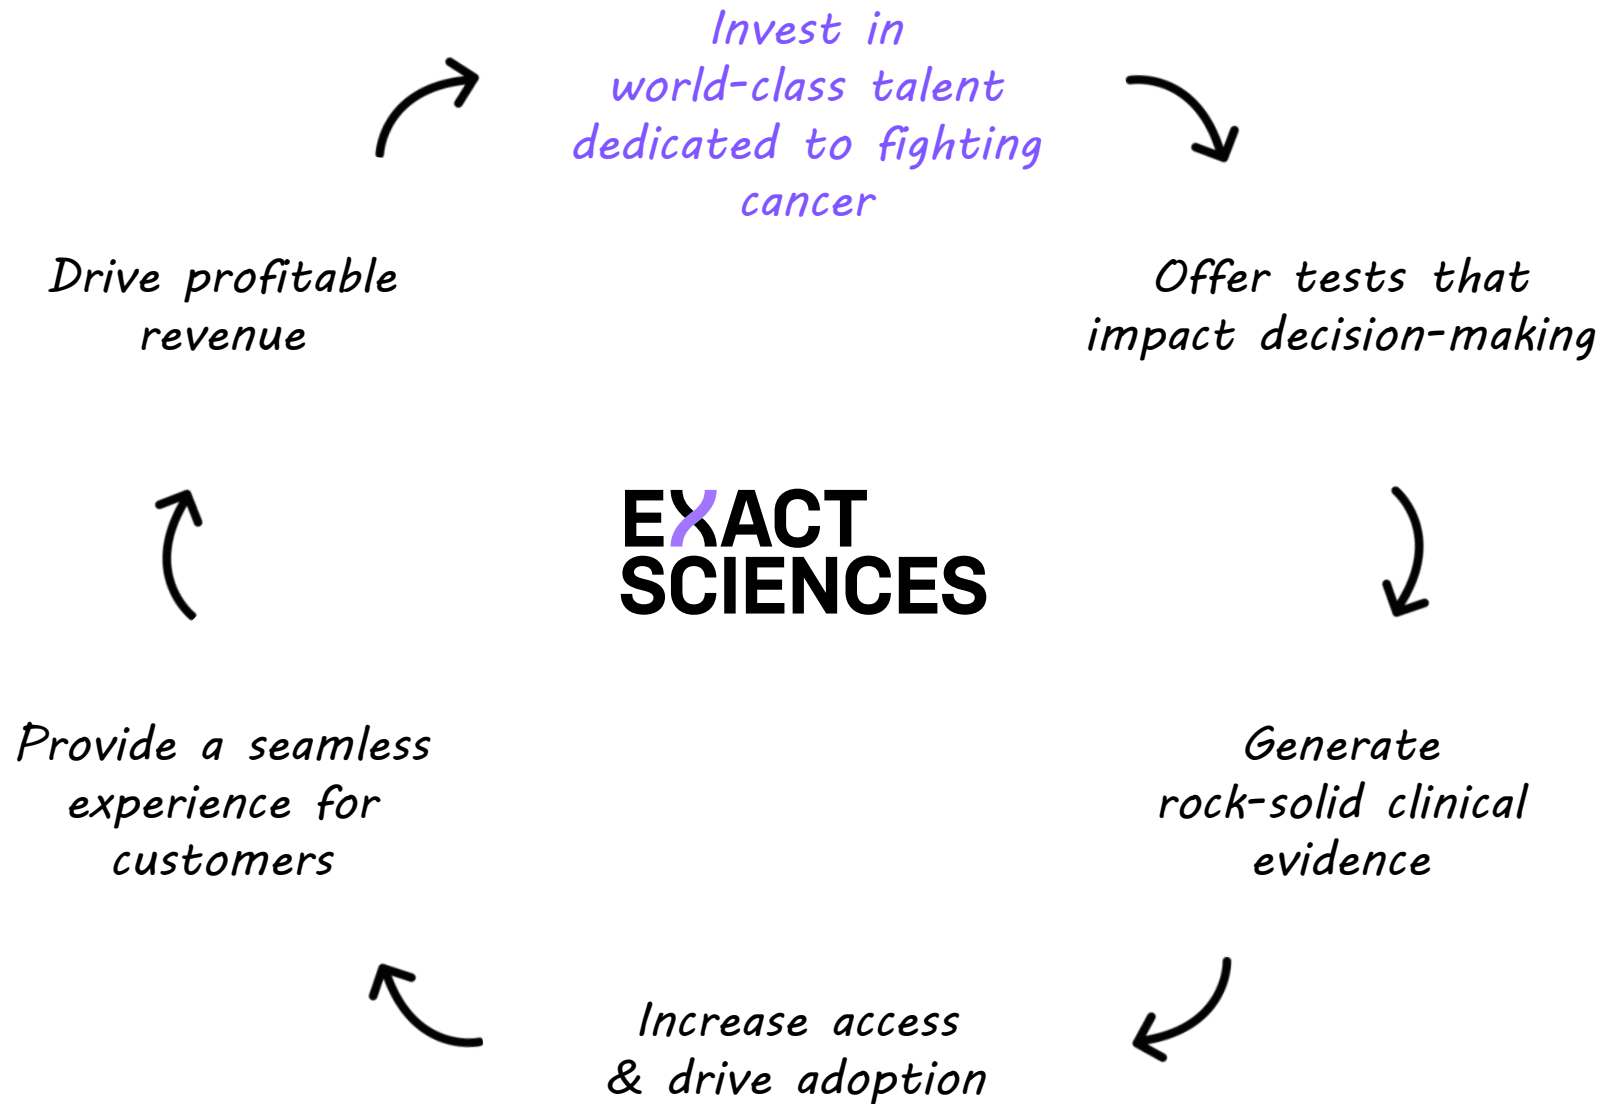 Invest in
world-class talent
dedicated to fighting
cancer
Offer tests that
impact decision-making
Generate
rock-solid clinical
evidence
Increase access
& drive adoption
Provide a seamless
experience for
customers
Drive profitable
revenue
EXACT
SCIENCES